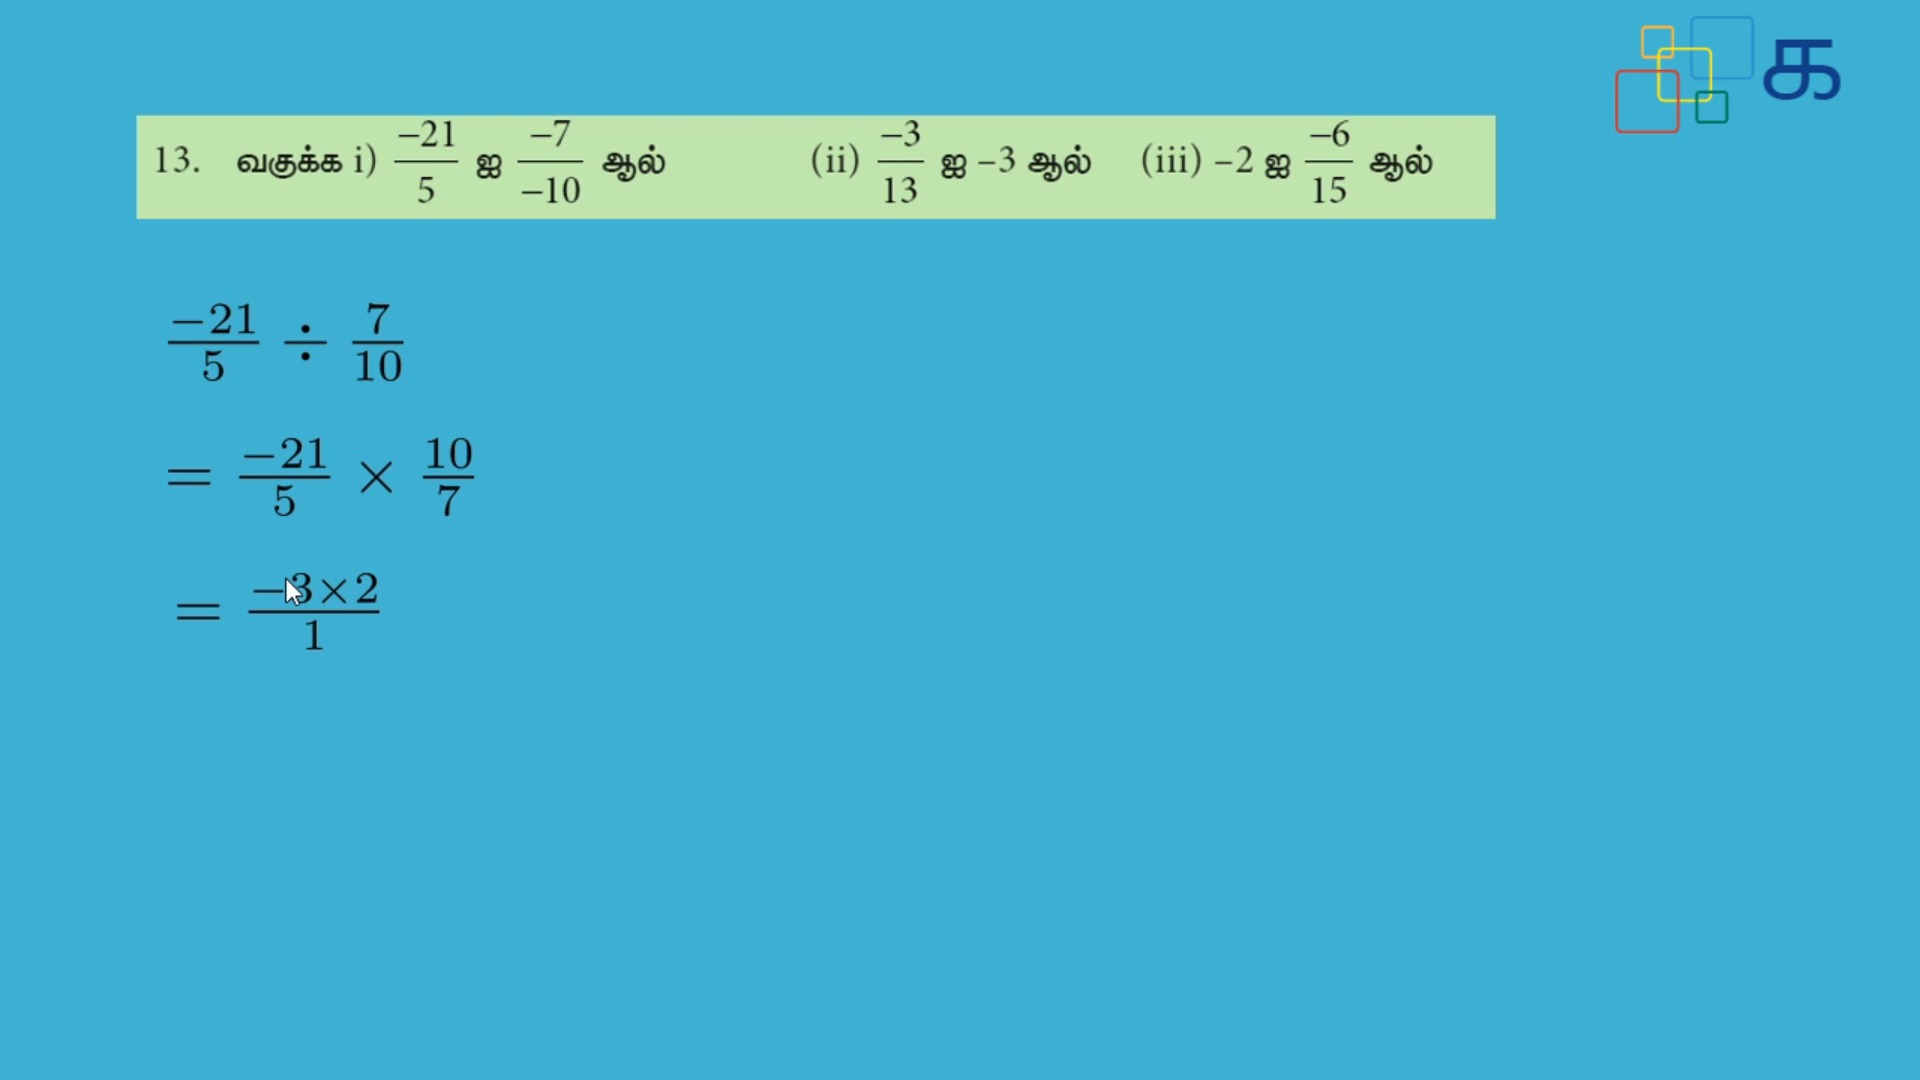 க
13. வகுக்க i) –21/5 ஐ –7/–10 ஆல் (ii) –3/13 ஐ –3 ஆல் (iii) –2 ஐ –6/15 ஆல்
−21/5 ÷ 7/10
= −21/5 × 10/7
= −3×2/1